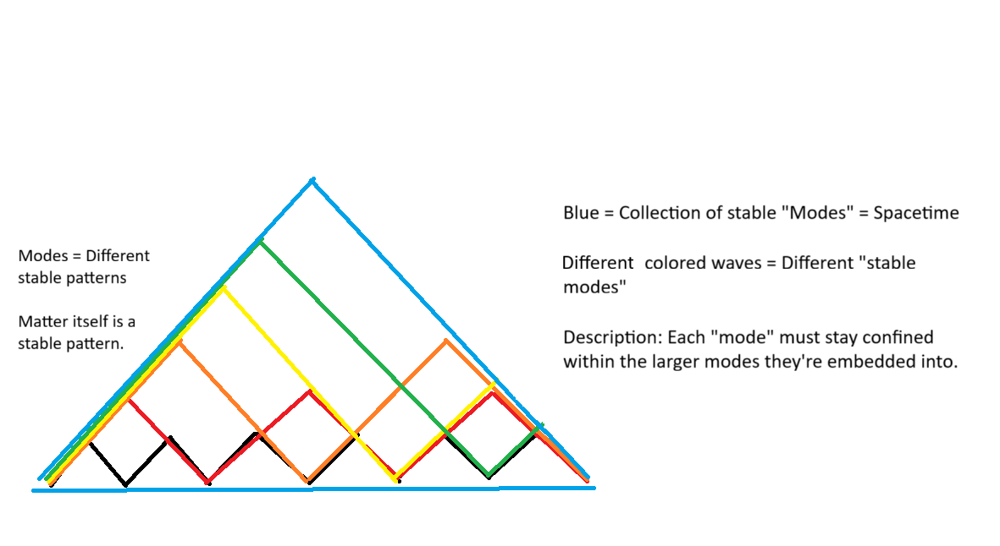 Modes = Different
stable patterns
Matter itself is a
stable pattern.
Blue = Collection of stable "Modes" = Spacetime
Different  colored waves = Different "stable
modes"
Description: Each "mode" must stay confined
within the larger modes they're embedded into.